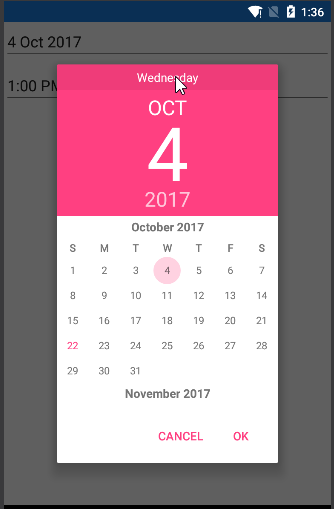 1:36
4 Oct 2017
1:00 PM
Wednesday
OCT
4
2017
October 2017
S M T W T F S
1 2 3 4 5 6 7
8 9 10 11 12 13 14
15 16 17 18 19 20 21
22 23 24 25 26 27 28
29 30 31
November 2017
CANCEL OK